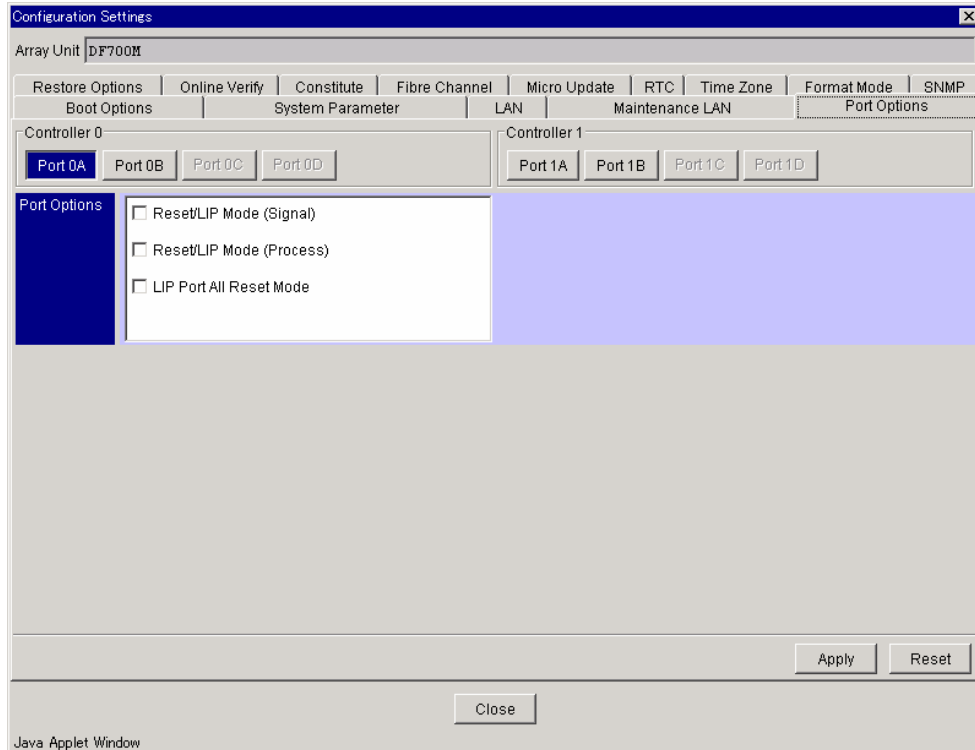 Configuration Settings
Array Unit DF700M
Restore Options Online Verify Constitute Fibre Channel Micro Update RTC Time Zone Format Mode SNMP
Boot Options System Parameter LAN Maintenance LAN Port Options
Controller 0 Controller 1
Port 0A Port 0B Port 0C Port 0D Port 1A Port 1B Port 1C Port 1D
Port Options
Reset/LIP Mode (Signal)
Reset/LIP Mode (Process)
LIP Port All Reset Mode
Apply Reset
Close
Java Applet Window